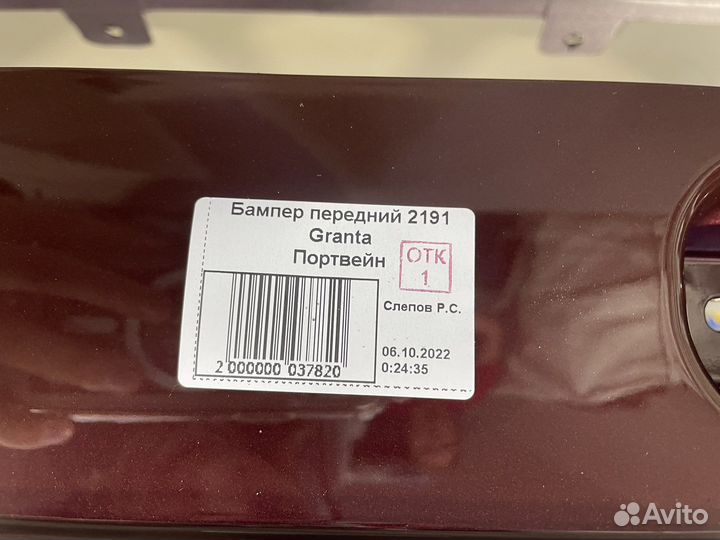 Бампер передний 2191
Granta
Портвейн
ОТК
1
Слепов Р.С.
2 000000 037820
06.10.2022
0:24:35
Avito